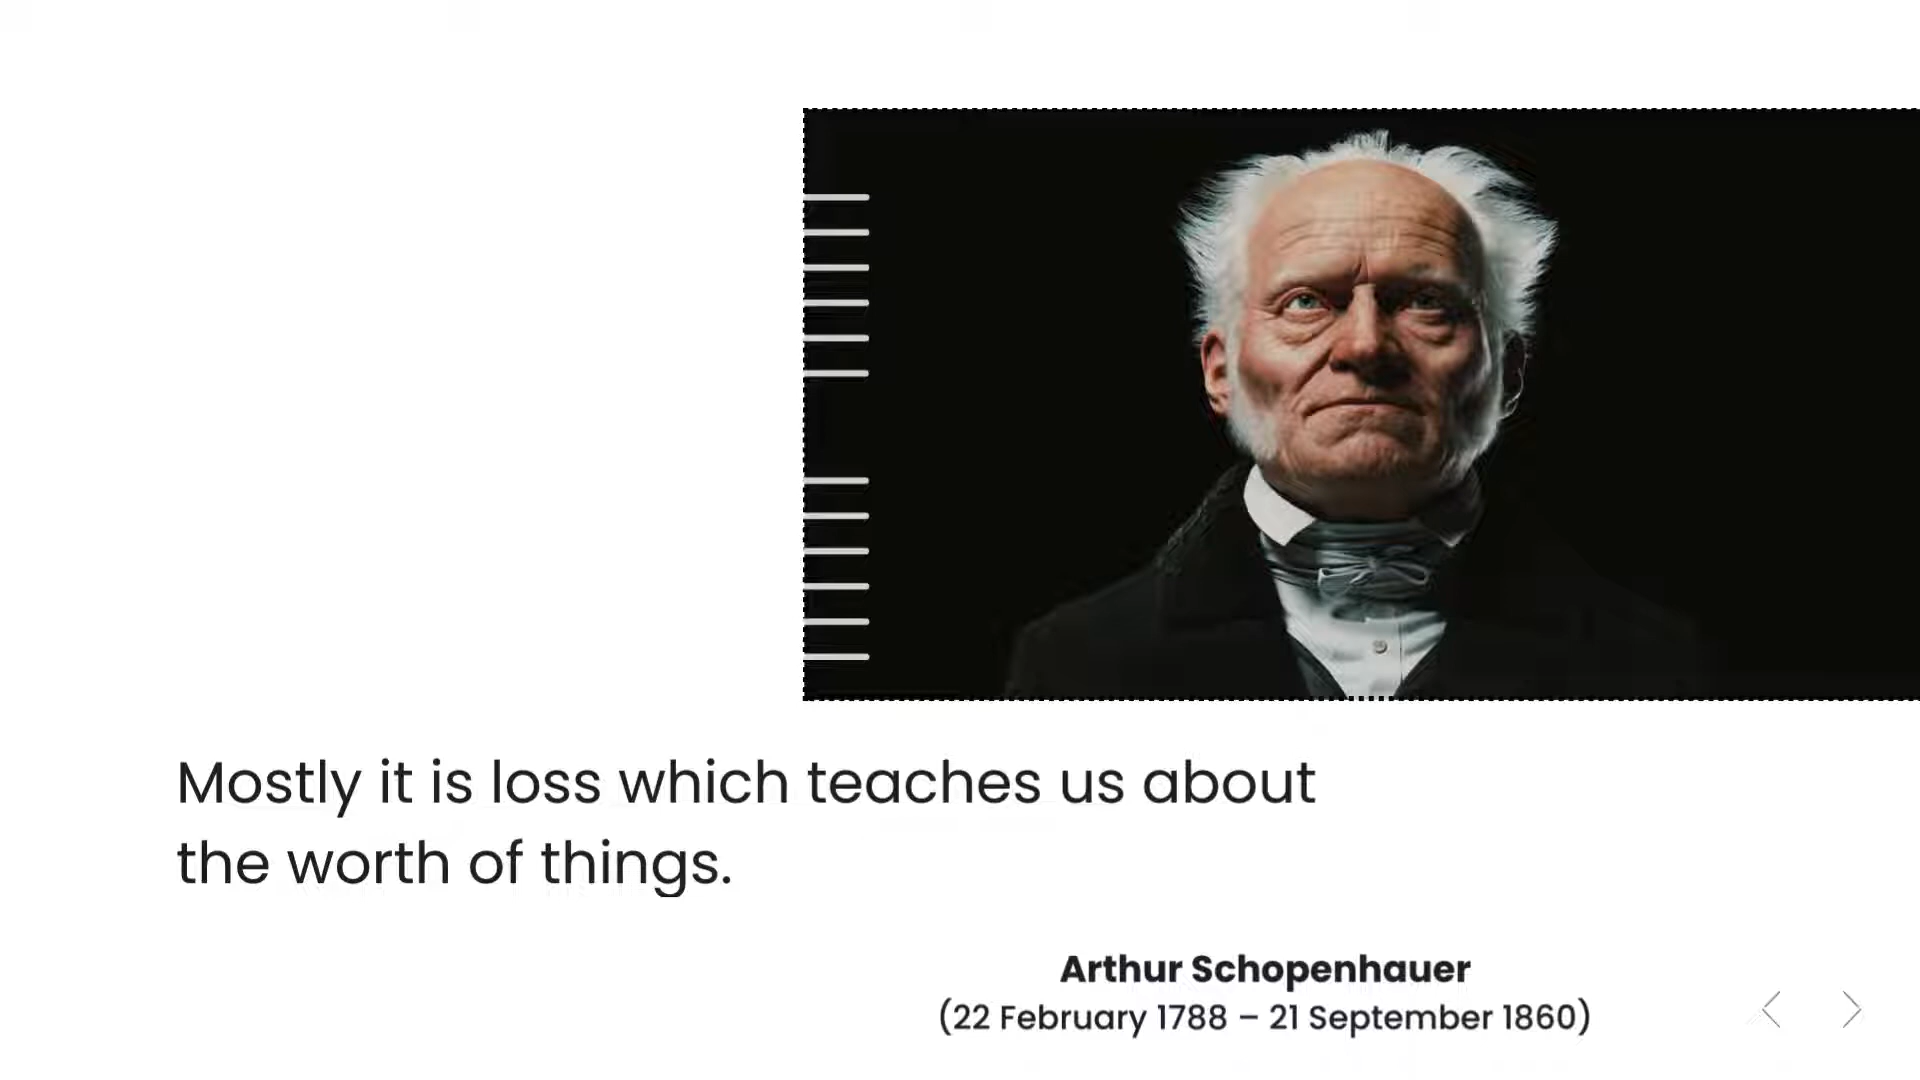 Mostly it is loss which teaches us about
the worth of things.
Arthur Schopenhauer
(22 February 1788 – 21 September 1860)